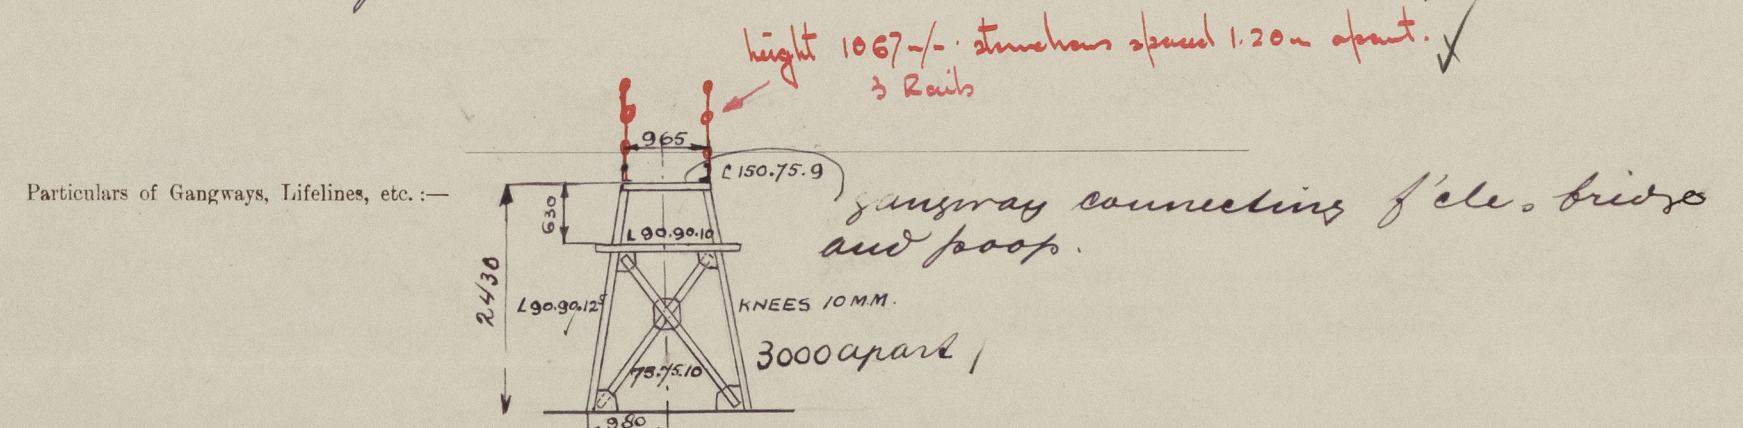 height 1067 m/m. stanchions spaced 1.20m apart.
3 Rails
965
[ 150.75.9
Particulars of Gangways, Lifelines, etc. :—
gangway connecting f'cle. bridge
630
L 90.90.10
and poop.
2430
L 90.90.12⁵
KNEES 10 M.M.
3000 apart
75.75.10
980